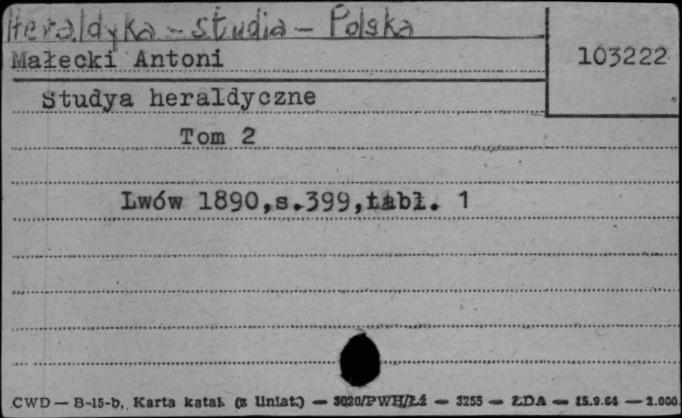 Heraldyka - studia - Polska
Małecki Antoni
103222
Studya heraldyczne
Tom 2
Lwów 1890,s.399,tabl. 1
CWD — B-15-b, Karta katal. (z Uniat.) — 3020/PWH/Łź — 3255 — ŁDA — 15.9.64 — 2.000